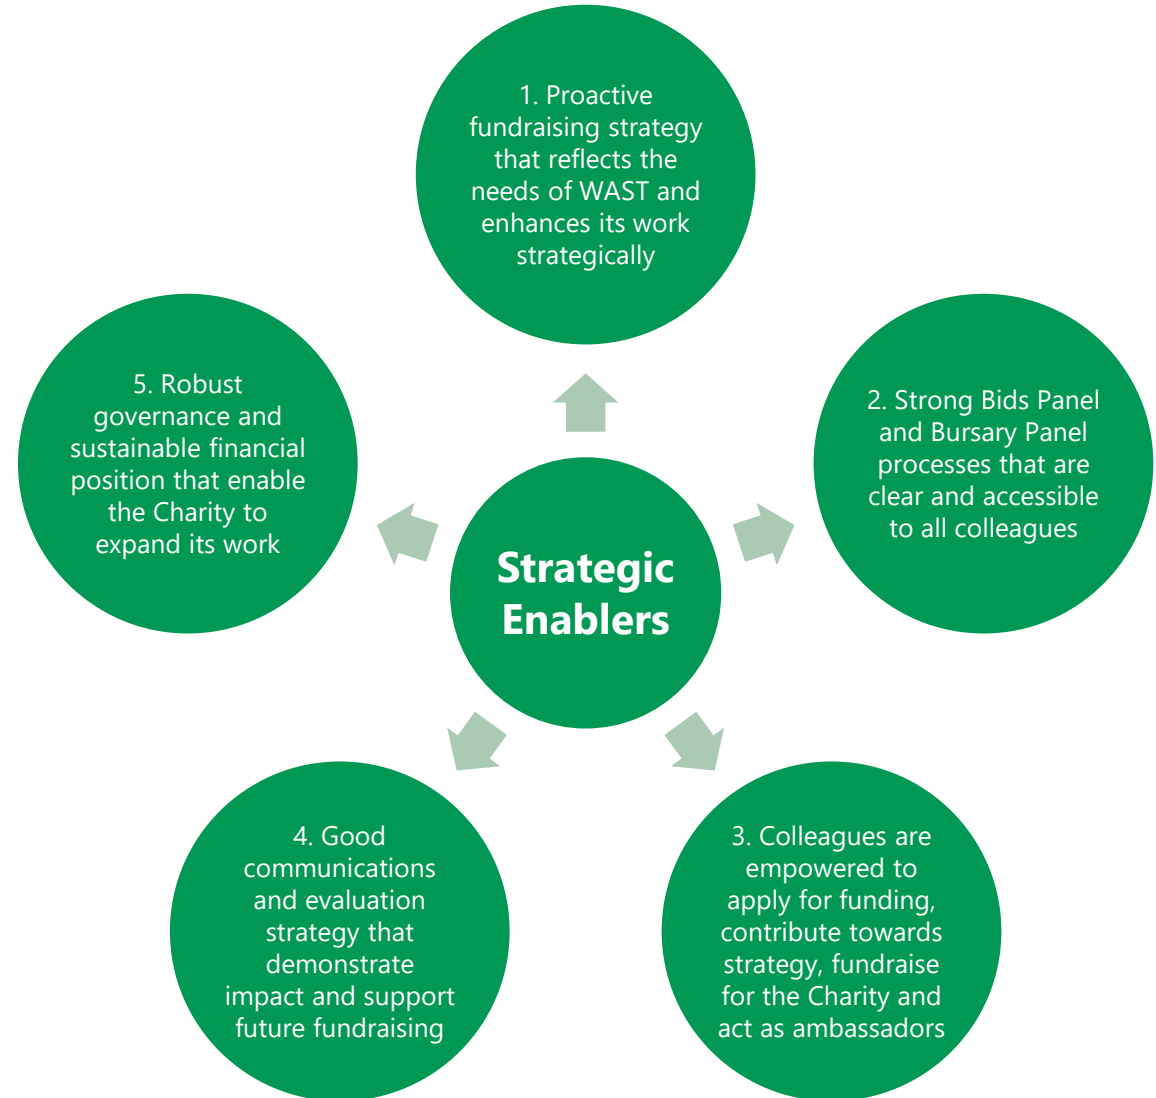 1. Proactive
fundraising strategy
that reflects the
needs of WAST and
enhances its work
strategically
2. Strong Bids Panel
and Bursary Panel
processes that are
clear and accessible
to all colleagues
3. Colleagues are
empowered to
apply for funding,
contribute towards
strategy, fundraise
for the Charity and
act as ambassadors
4. Good
communications
and evaluation
strategy that
demonstrate
impact and support
future fundraising
5. Robust
governance and
sustainable financial
position that enable
the Charity to
expand its work
Strategic
Enablers